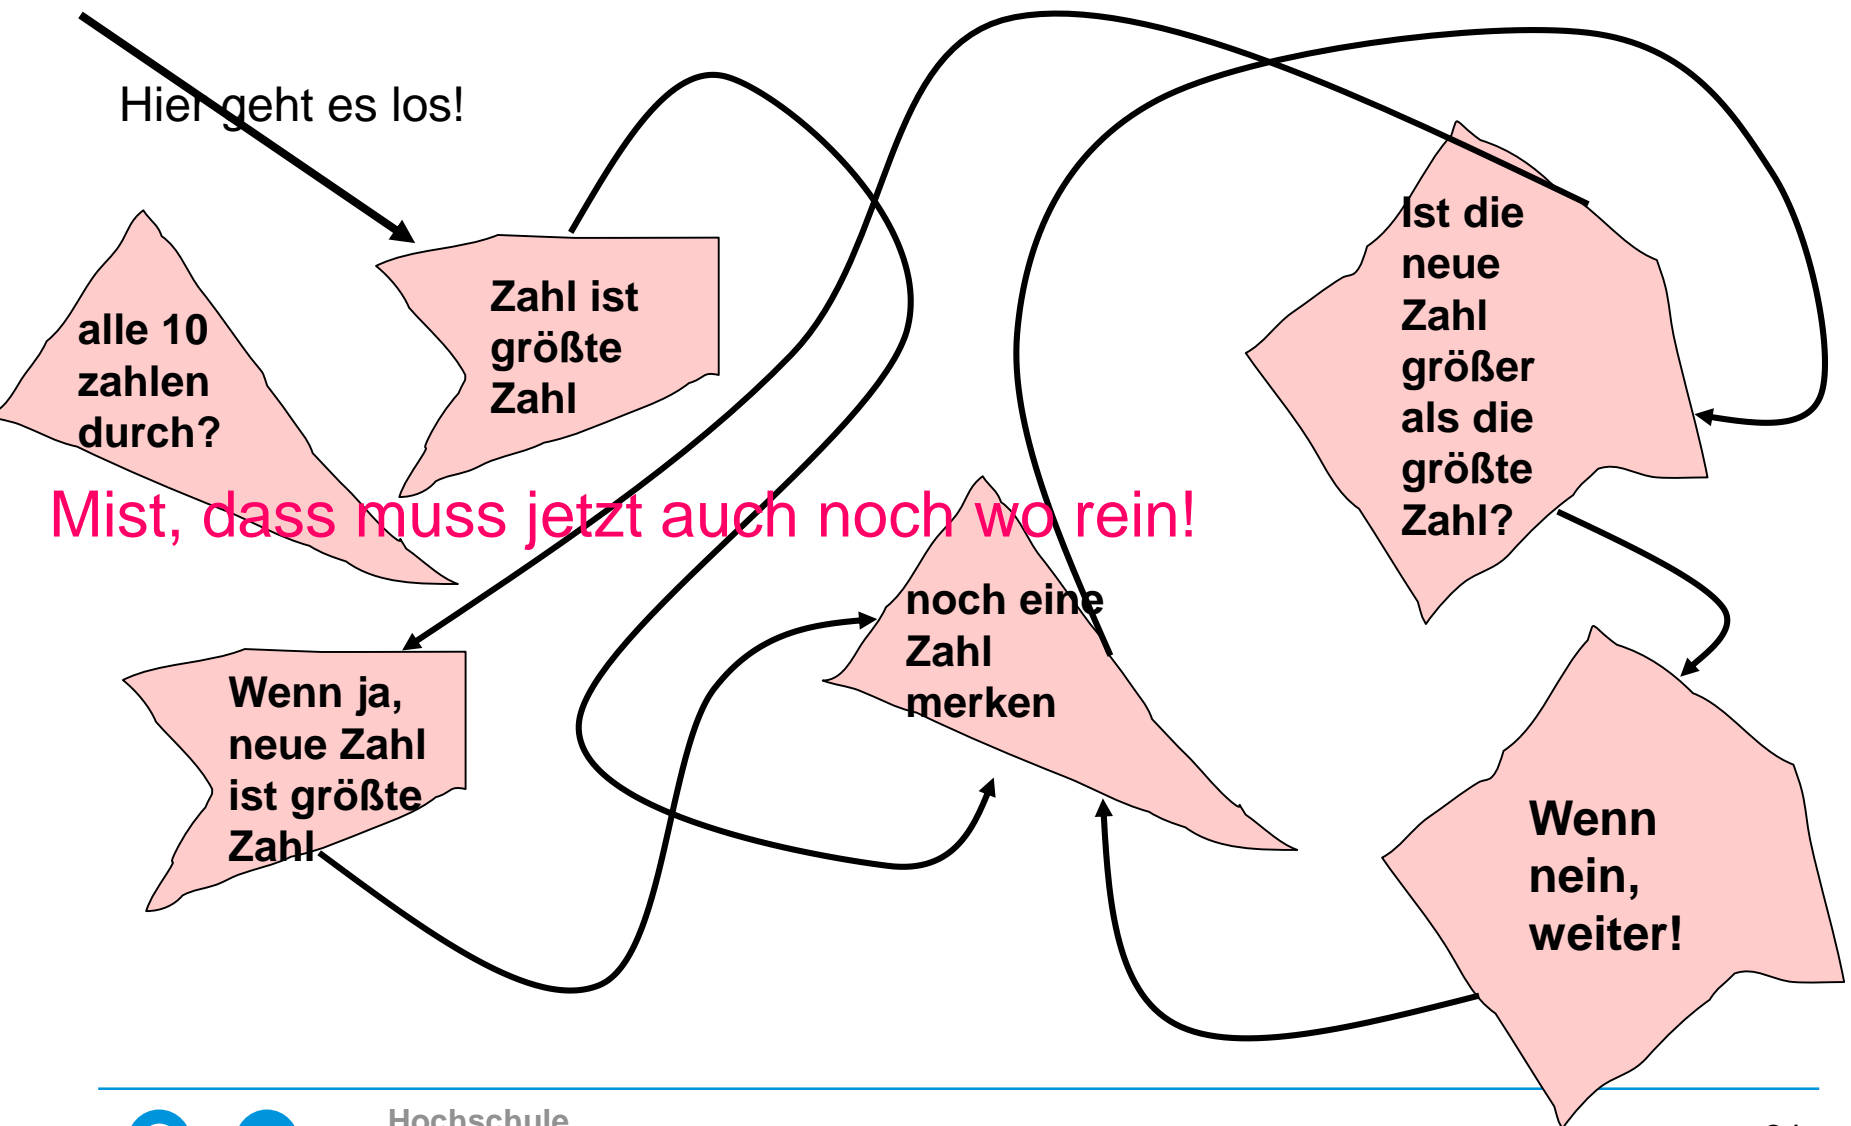 Hier geht es los!
alle 10
zahlen
durch?
Zahl ist
größte
Zahl
Ist die
neue
Zahl
größer
als die
größte
Zahl?
Mist, dass muss jetzt auch noch wo rein!
noch eine
Zahl
merken
Wenn ja,
neue Zahl
ist größte
Zahl
Wenn
nein,
weiter!
Hochschule